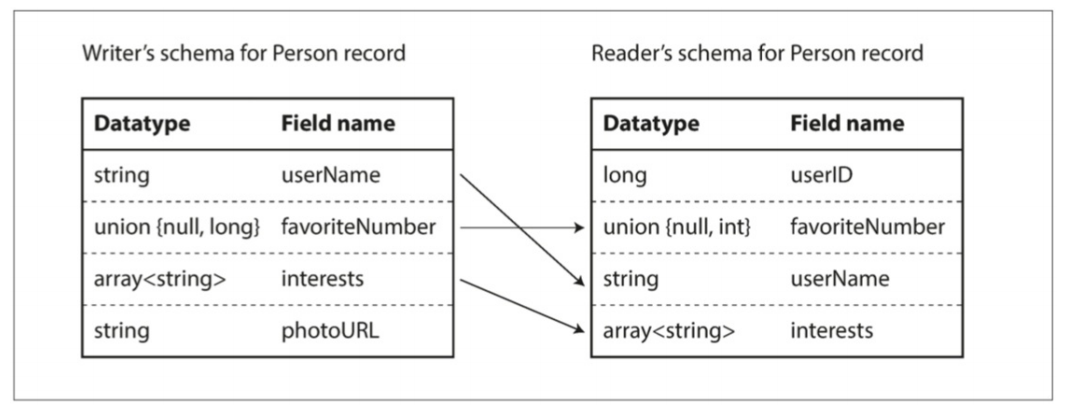 Writer's schema for Person record
Datatype Field name
string userName
union {null, long} favoriteNumber
array<string> interests
string photoURL
Reader's schema for Person record
Datatype Field name
long userID
union {null, int} favoriteNumber
string userName
array<string> interests